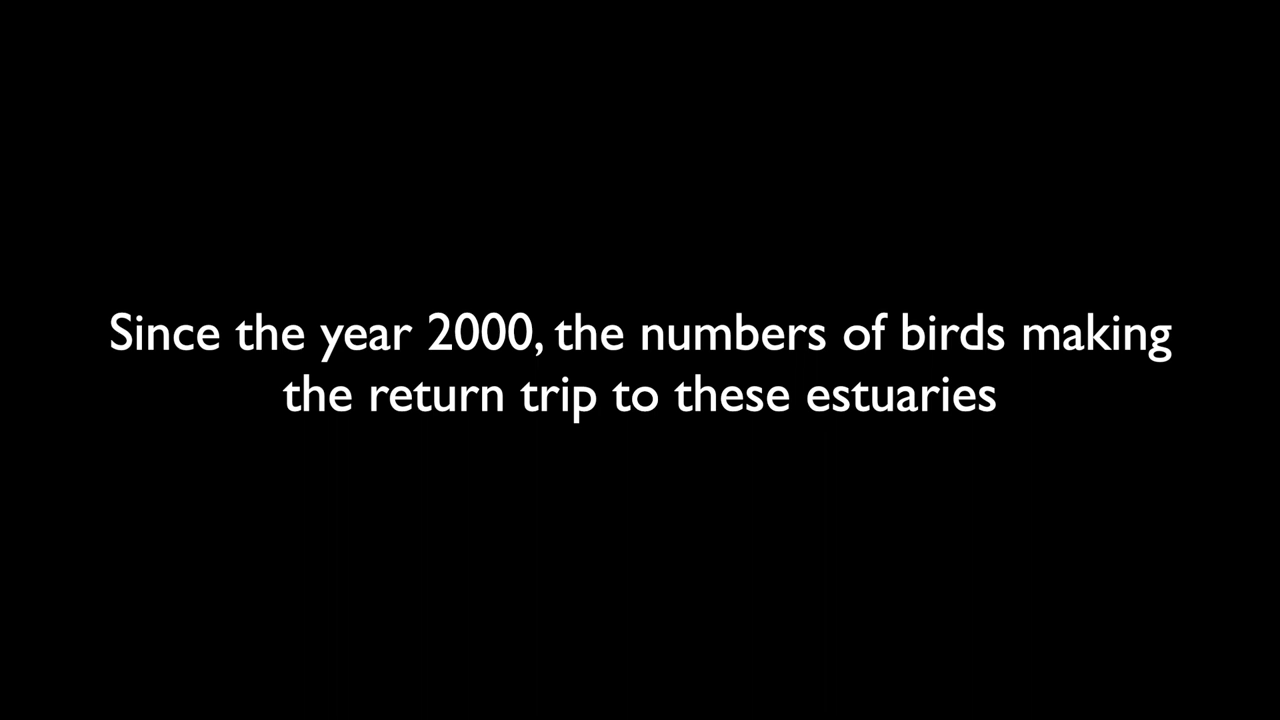 Since the year 2000, the numbers of birds making
the return trip to these estuaries